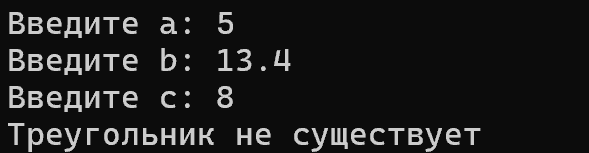 Введите a: 5
Введите b: 13.4
Введите c: 8
Треугольник не существует